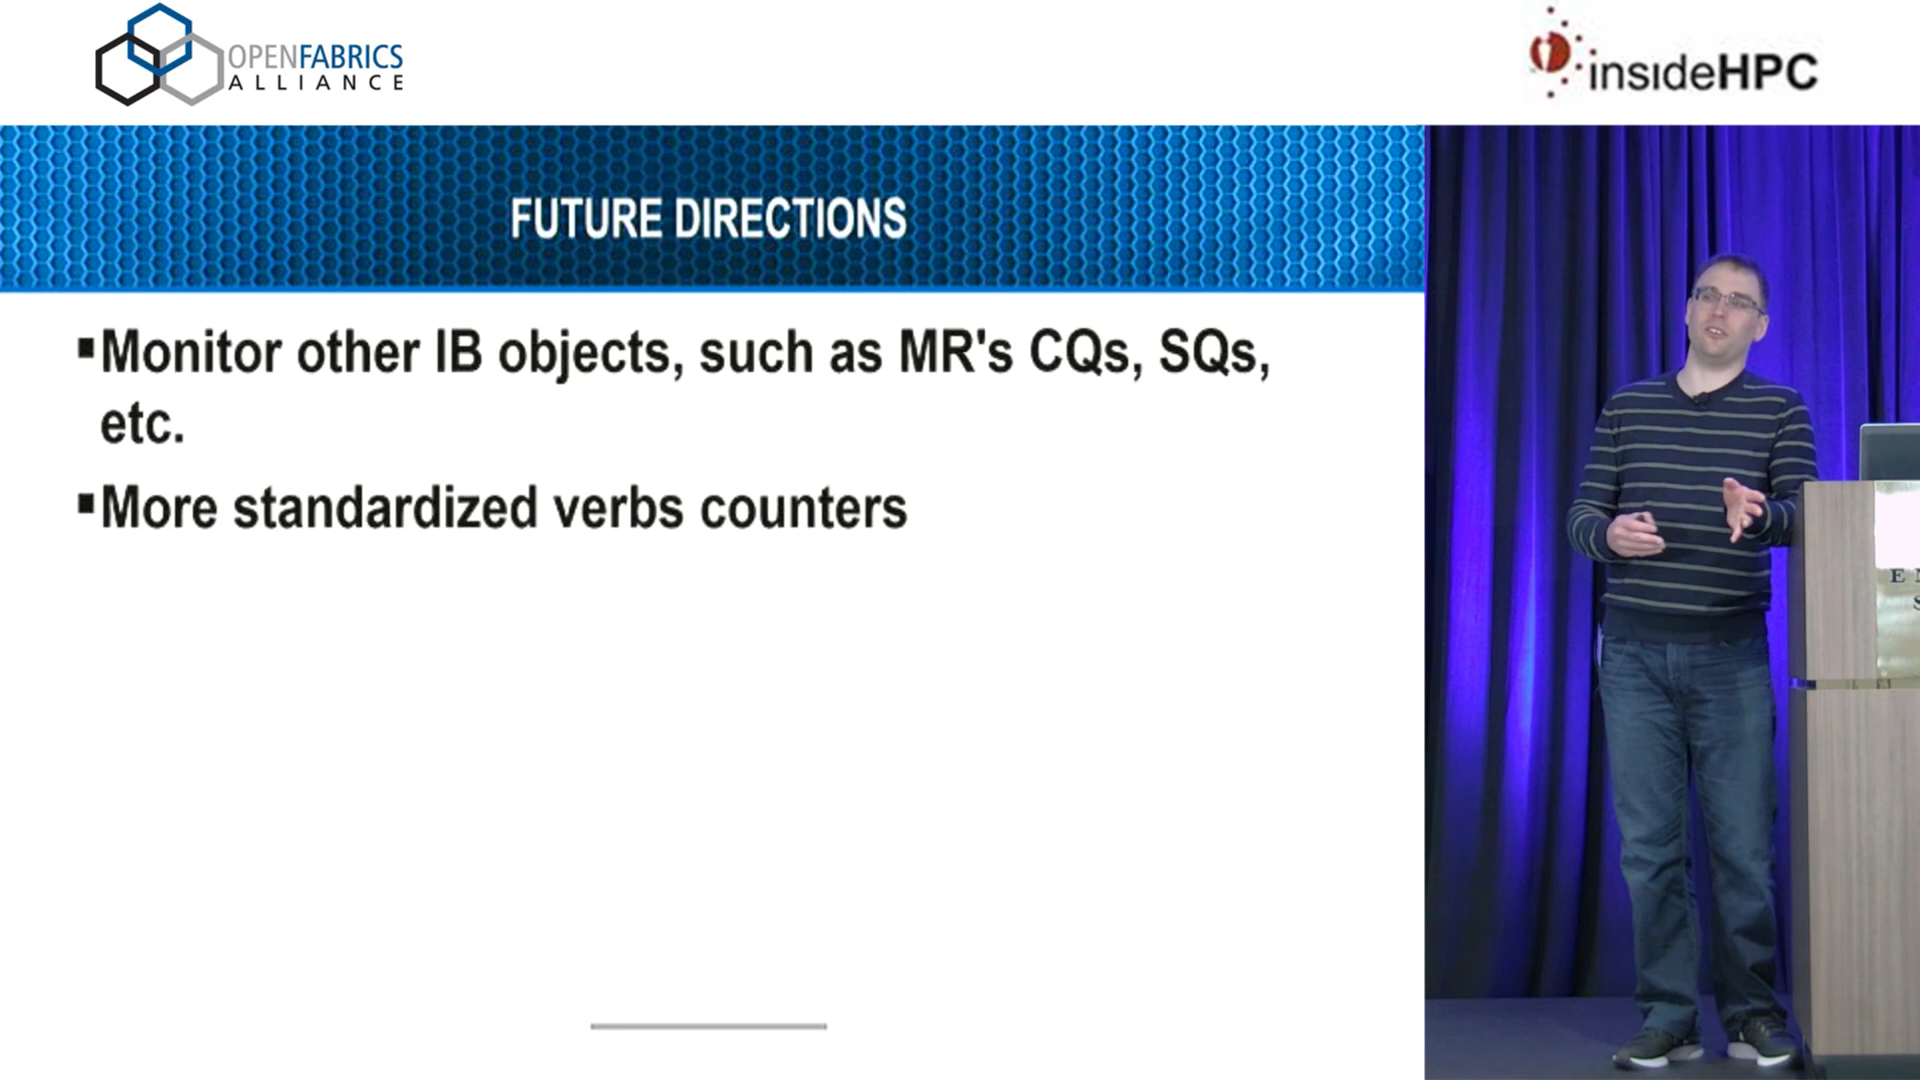 OPENFABRICS
ALLIANCE
insideHPC
FUTURE DIRECTIONS
▪Monitor other IB objects, such as MR's CQs, SQs,
etc.
▪More standardized verbs counters